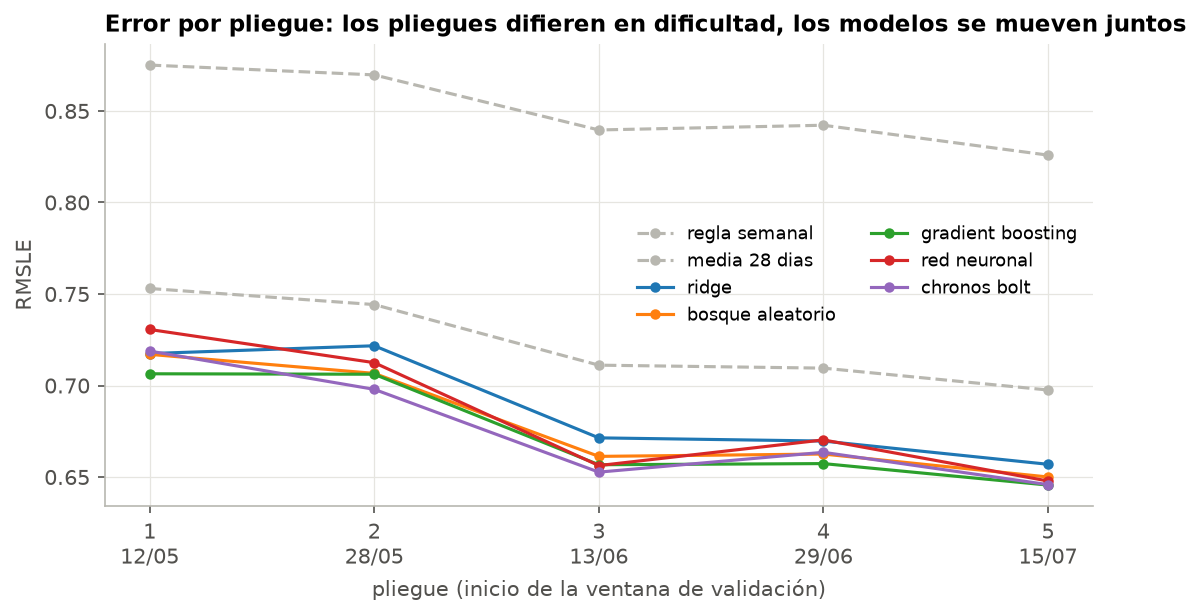 Error por pliegue: los pliegues difieren en dificultad, los modelos se mueven juntos
RMSLE
0.85
0.80
0.75
0.70
0.65
regla semanal
media 28 dias
ridge
bosque aleatorio
gradient boosting
red neuronal
chronos bolt
1
12/05
2
28/05
3
13/06
4
29/06
5
15/07
pliegue (inicio de la ventana de validación)